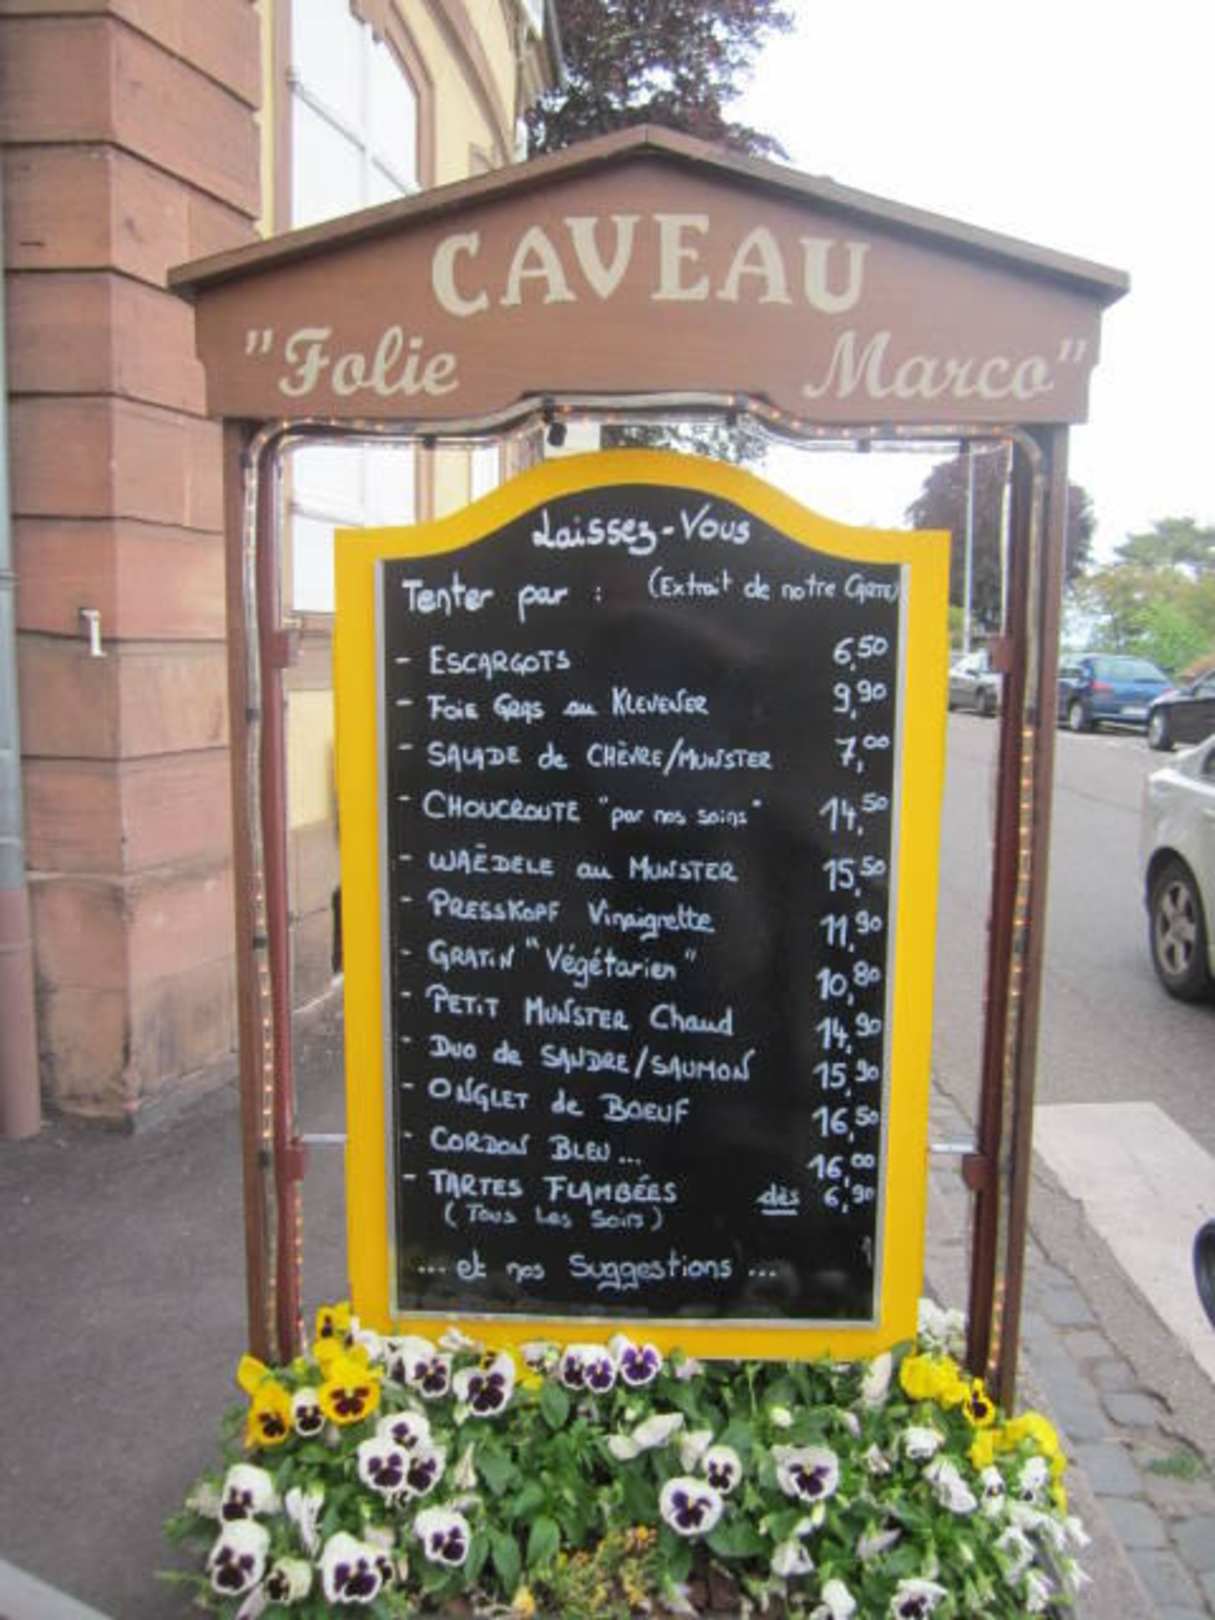 CAVEAU
"Folie Marco"
Laissez-Vous
Tenter par : (Extrait de notre CARTE)
- ESCARGOTS 6,50
- FOIE GRAS au KLEVENER 9,90
- SALADE de CHÈVRE/MUNSTER 7,00
- CHOUCROUTE "par nos soins" 14,50
- WAËDELE au MUNSTER 15,50
- PRESSKOPF Vinaigrette 11,90
- GRATIN "Végétarien" 10,80
- PETIT MUNSTER Chaud 14,90
- Duo de SANDRE/SAUMON 15,90
- ONGLET de BOEUF 16,50
- CORDON BLEU... 16,00
- TARTES FLAMBÉES dès 6,90
(Tous Les Soirs)
... et nos Suggestions ...